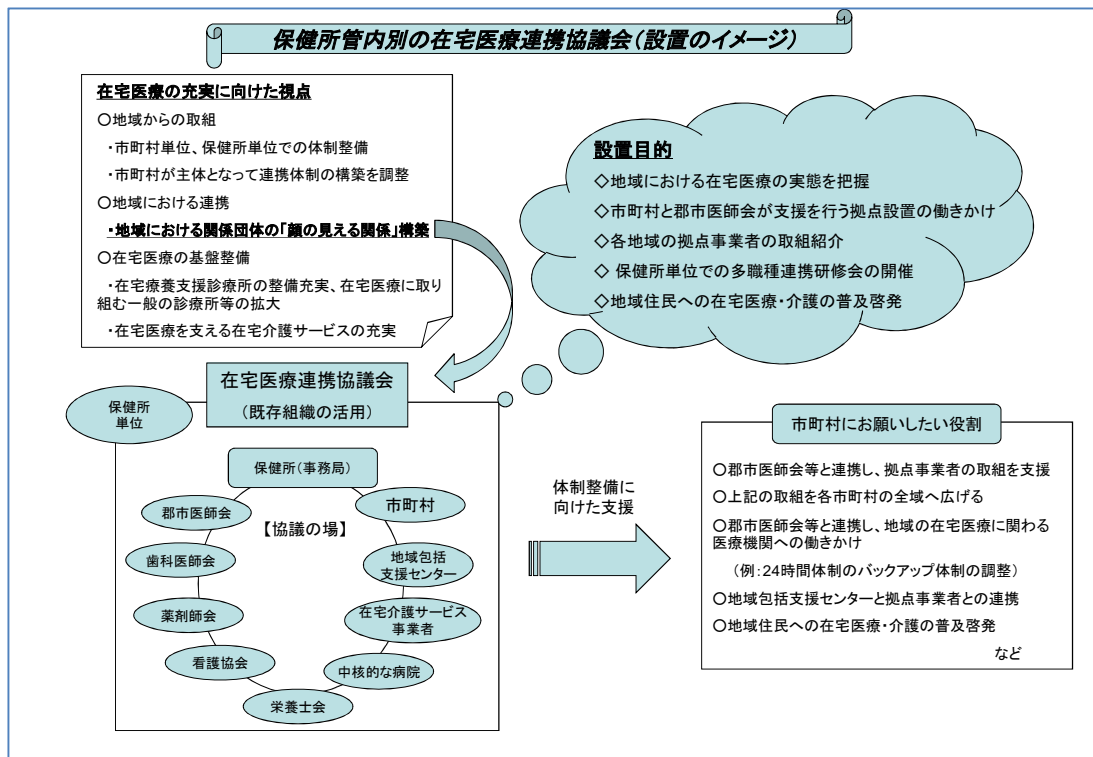 保健所管内別の在宅医療連携協議会(設置のイメージ)
在宅医療の充実に向けた視点
○地域からの取組
・市町村単位、保健所単位での体制整備
・市町村が主体となって連携体制の構築を調整
○地域における連携
・地域における関係団体の「顔の見える関係」構築
○在宅医療の基盤整備
・在宅療養支援診療所の整備充実、在宅医療に取り
組む一般の診療所等の拡大
・在宅医療を支える在宅介護サービスの充実
設置目的
◇地域における在宅医療の実態を把握
◇市町村と郡市医師会が支援を行う拠点設置の働きかけ
◇各地域の拠点事業者の取組紹介
◇ 保健所単位での多職種連携研修会の開催
◇地域住民への在宅医療・介護の普及啓発
保健所
単位
在宅医療連携協議会
(既存組織の活用)
保健所(事務局)
【協議の場】
市町村
地域包括
支援センター
在宅介護サービス
事業者
中核的な病院
栄養士会
看護協会
薬剤師会
歯科医師会
郡市医師会
体制整備に
向けた支援
市町村にお願いしたい役割
○郡市医師会等と連携し、拠点事業者の取組を支援
○上記の取組を各市町村の全域へ広げる
○郡市医師会等と連携し、地域の在宅医療に関わる
医療機関への働きかけ
(例:24時間体制のバックアップ体制の調整)
○地域包括支援センターと拠点事業者との連携
○地域住民への在宅医療・介護の普及啓発
など